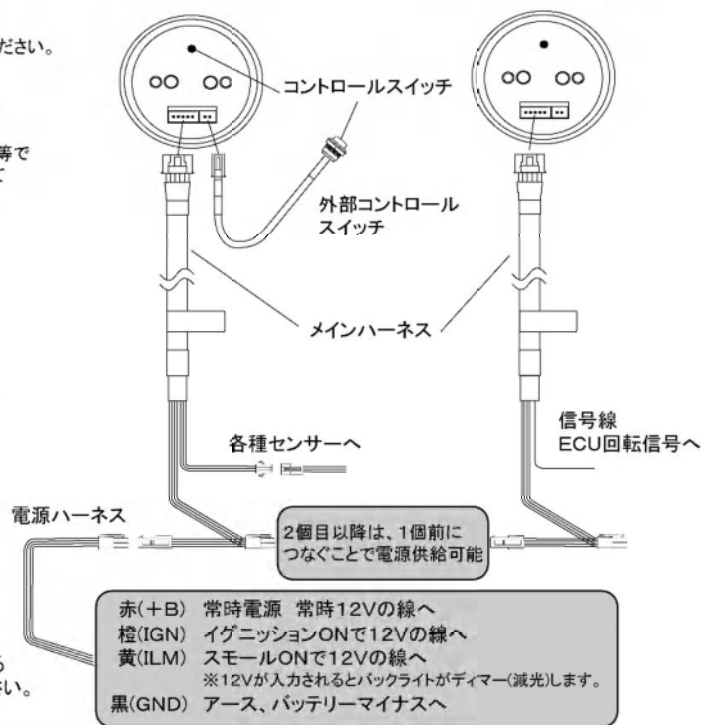 ださい。
コントロールスイッチ
等で
て
外部コントロール
スイッチ
メインハーネス
信号線
ECU回転信号へ
各種センサーへ
電源ハーネス
2個目以降は、1個前に
つなぐことで電源供給可能
赤(+B) 常時電源 常時12Vの線へ
橙(IGN) イグニッションONで12Vの線へ
黄(ILM) スモールONで12Vの線へ
※12Vが入力されるとバックライトがディマー(減光)します。
黒(GND) アース、バッテリーマイナスへ
る
さい。